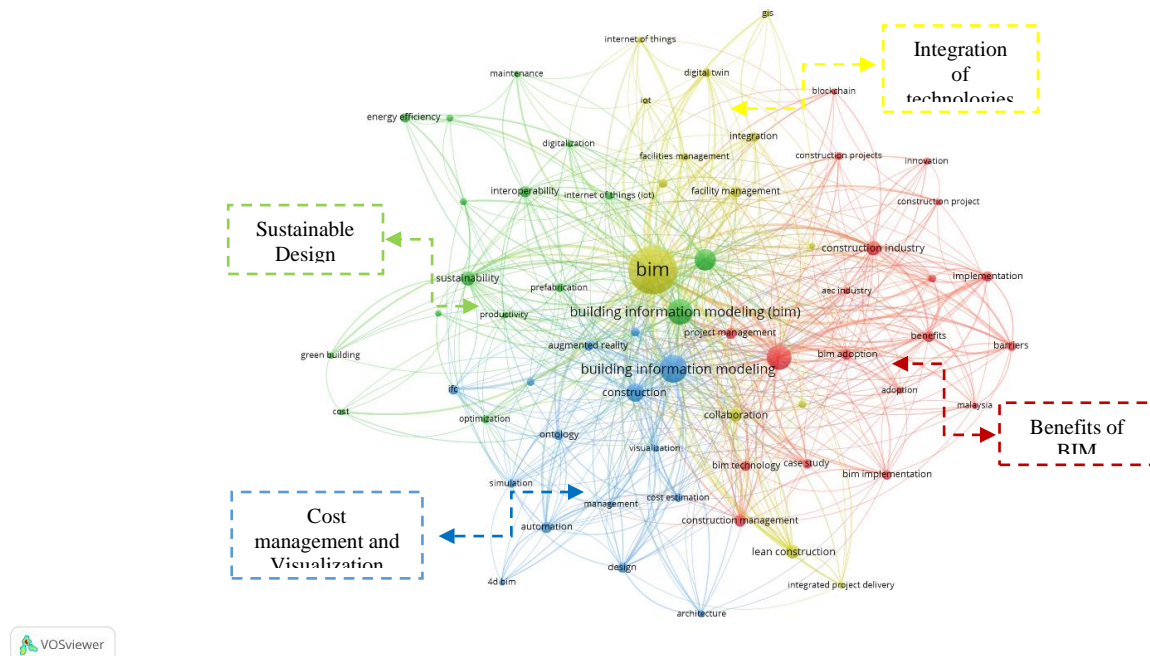 gis
internet of things
Integration
of
technologies
maintenance
digital twin
blockchain
iot
energy efficiency
integration
digitalization
facilities management
construction projects
innovation
interoperability
internet of things (iot)
facility management
construction project
Sustainable
Design
construction industry
bim
sustainability
implementation
prefabrication
aec industry
building information modeling (bim)
productivity
project management
benefits
augmented reality
bim adoption
barriers
green building
building information modeling
ifc
construction
adoption
malaysia
cost
optimization
collaboration
Benefits of
BIM
ontology
visualization
bim technology
case study
bim implementation
simulation
cost estimation
management
Cost
management and
Visualization
automation
construction management
lean construction
design
4d bim
integrated project delivery
architecture
VOSviewer